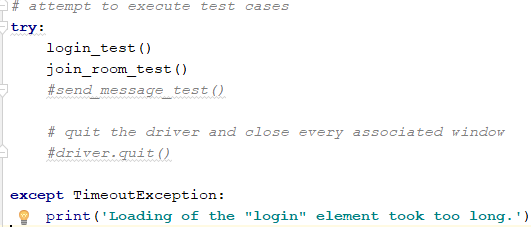 # attempt to execute test cases
try:
    login_test()
    join_room_test()
    #send_message_test()
    # quit the driver and close every associated window
    #driver.quit()
except TimeoutException:
    print('Loading of the "login" element took too long.')